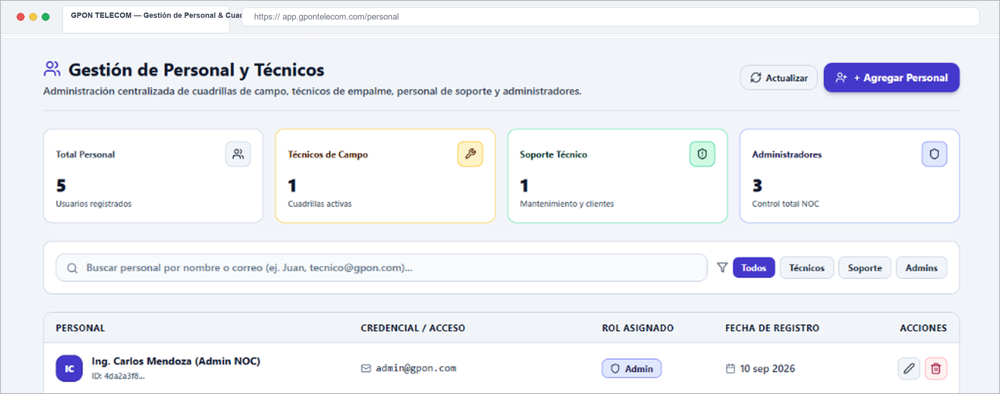 GPON TELECOM — Gestión de Personal & Cuac
https:// app.gpontelecom.com/personal
Gestión de Personal y Técnicos
Administración centralizada de cuadrillas de campo, técnicos de empalme, personal de soporte y administradores.
Actualizar
+ Agregar Personal
Total Personal
5
Usuarios registrados
Técnicos de Campo
1
Cuadrillas activas
Soporte Técnico
1
Mantenimiento y clientes
Administradores
3
Control total NOC
Buscar personal por nombre o correo (ej. Juan, tecnico@gpon.com)...
Todos
Técnicos
Soporte
Admins
PERSONAL CREDENCIAL / ACCESO ROL ASIGNADO FECHA DE REGISTRO ACCIONES
IC
Ing. Carlos Mendoza (Admin NOC)
ID: 4da2a3f8...
admin@gpon.com
Admin
10 sep 2026